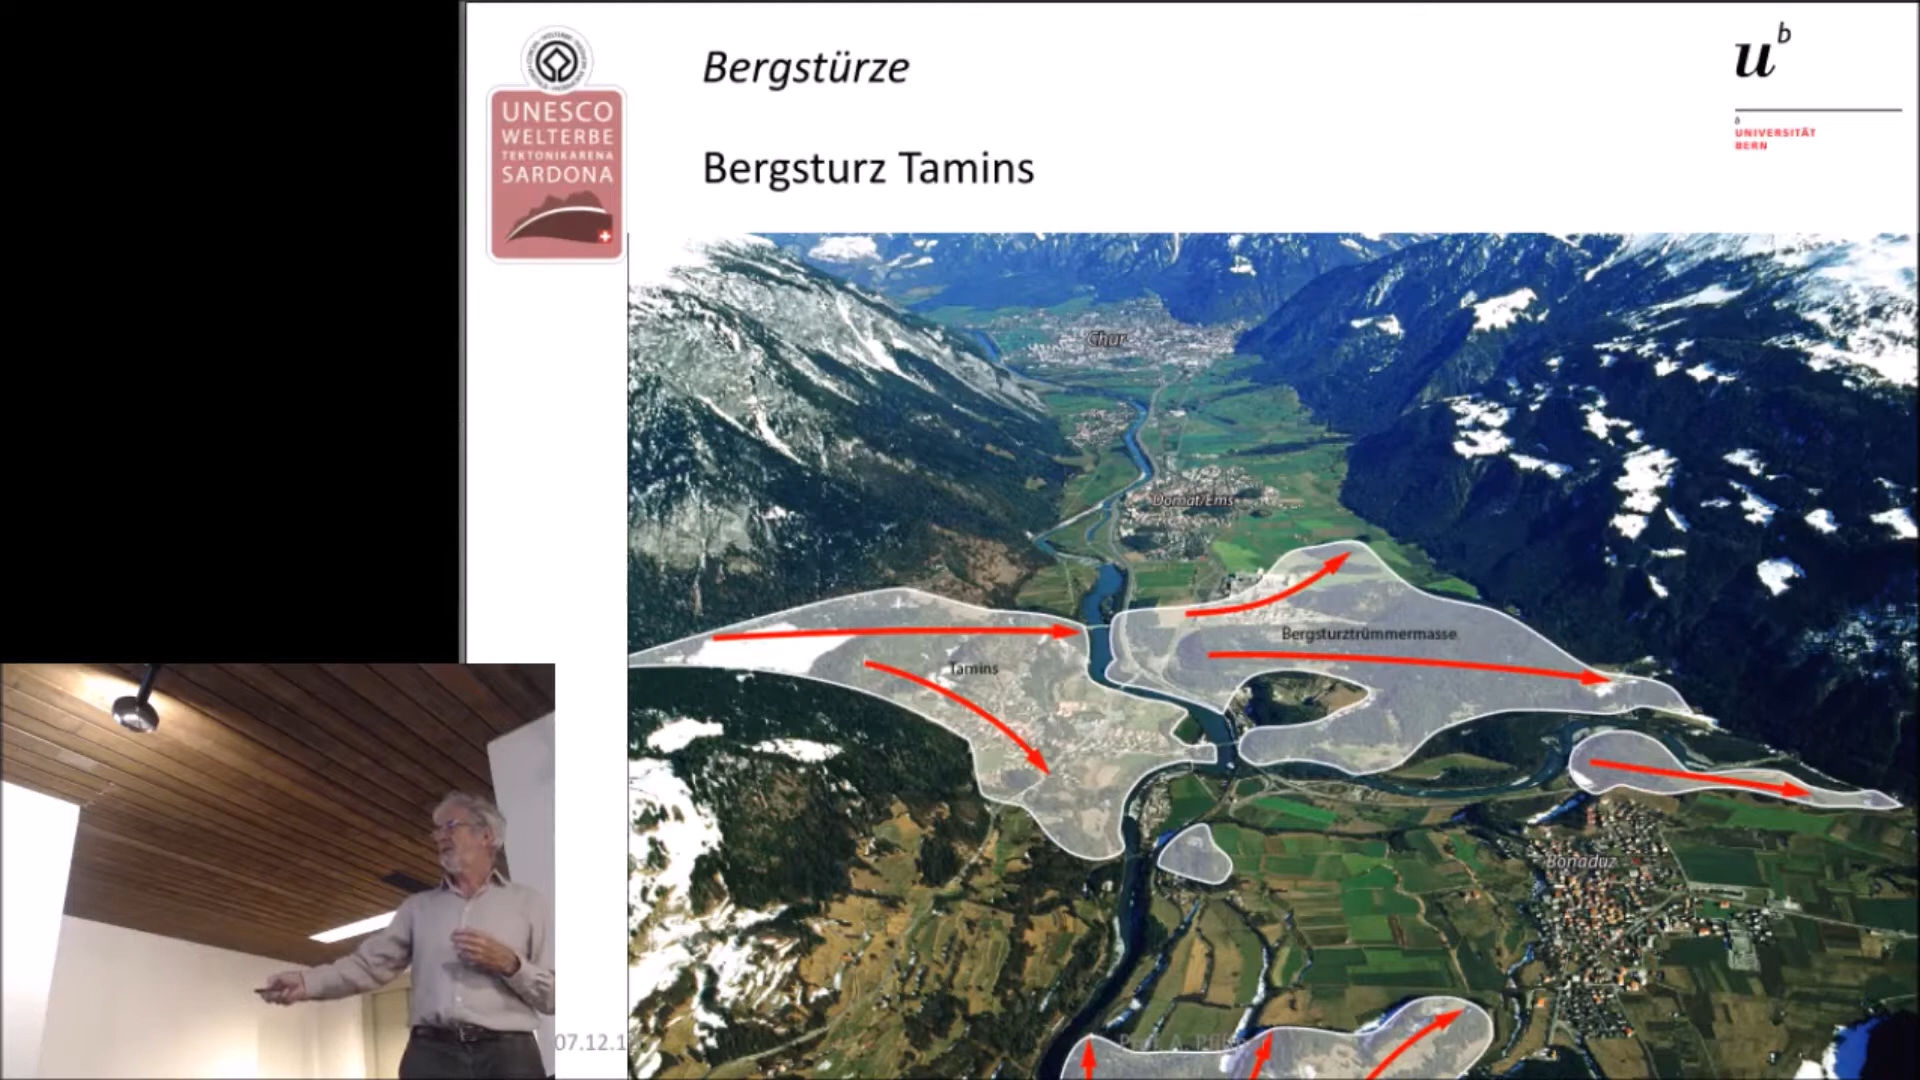 Bergstürze
Bergsturz Tamins
UNESCO
WELTERBE
TEKTONIKARENA
SARDONA
u
b
b
UNIVERSITÄT
BERN
Chur
Domat/Ems
Bergsturztrümmermasse
Tamins
Bonaduz
07.12.1